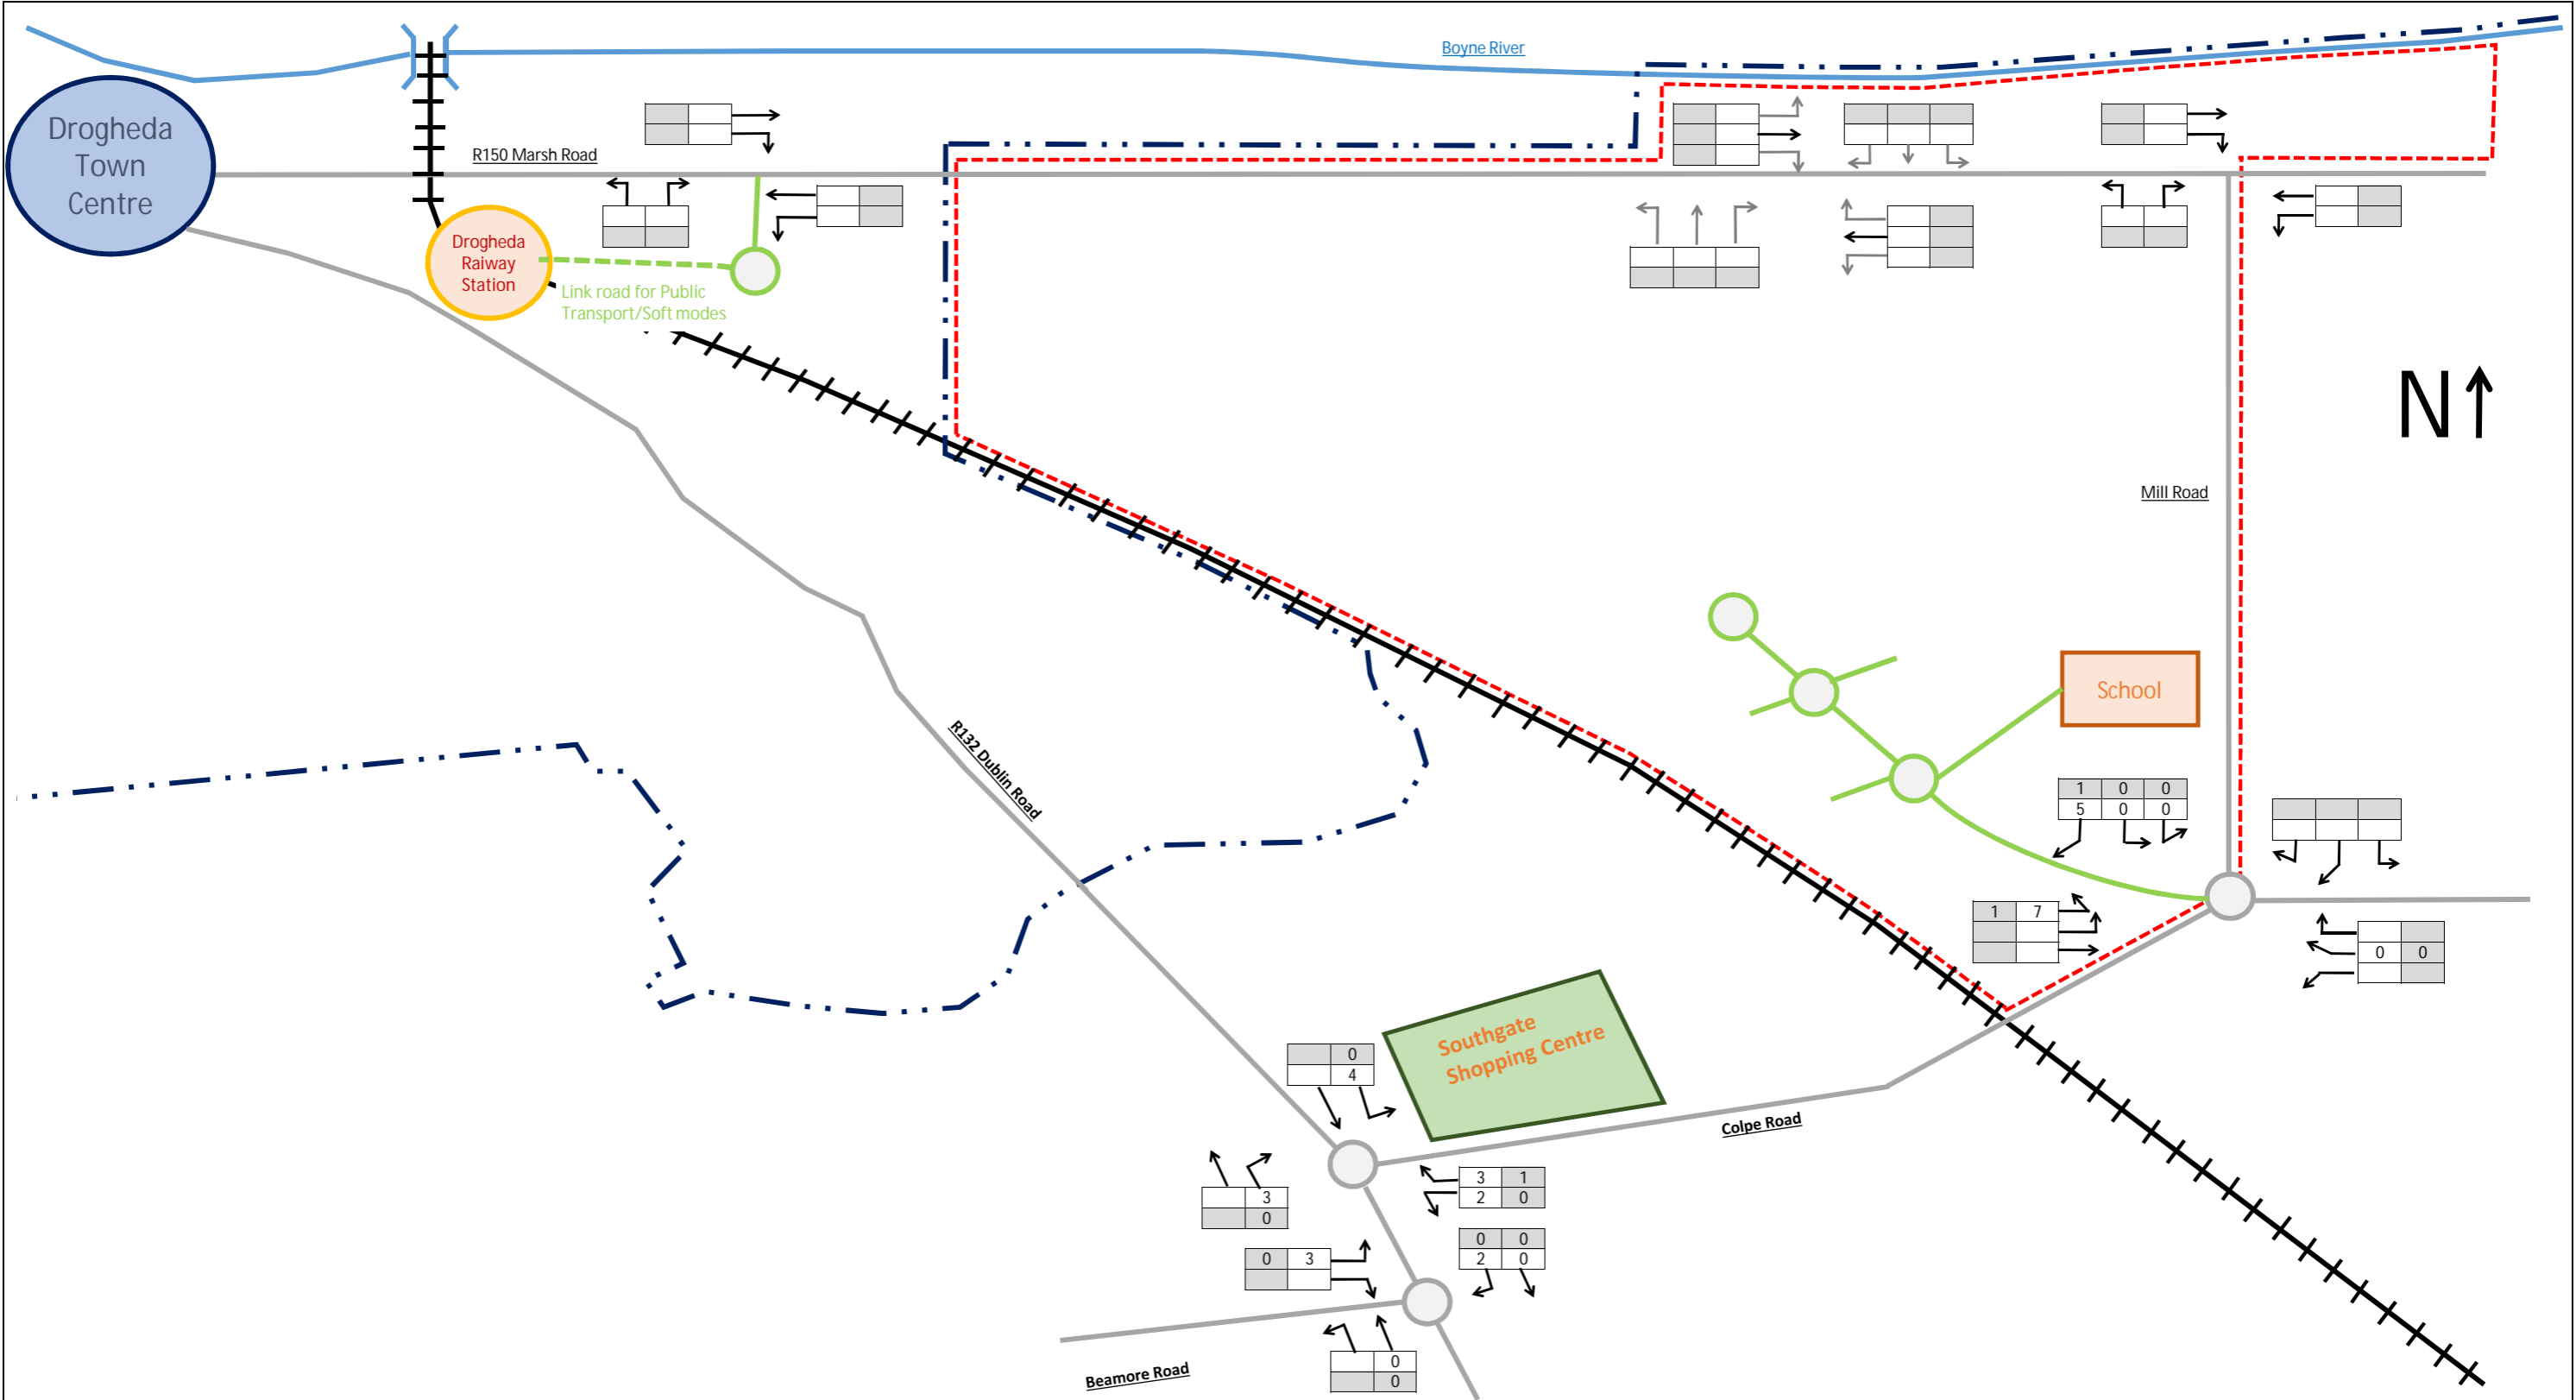 Boyne River
Drogheda
Town
Centre
R150 Marsh Road
Drogheda
Raiway
Station
Link road for Public
Transport/Soft modes
N
Mill Road
School
R132 Dublin Road
1 0 0
5 0 0
1 7
0 0
Southgate
Shopping Centre
0
4
Colpe Road
3
0
3 1
2 0
0 3
0 0
2 0
0
0
Beamore Road